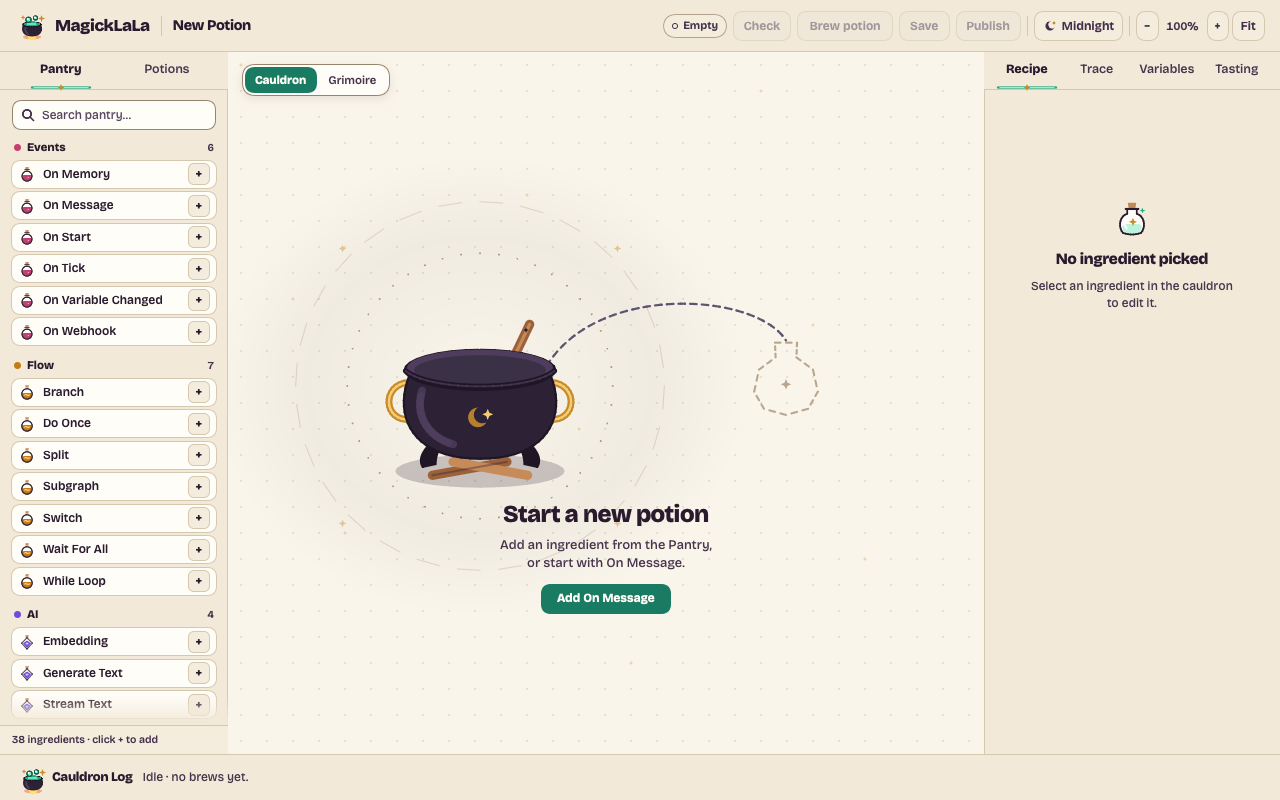 MagickLaLa
New Potion
Empty
Check
Brew potion
Save
Publish
Midnight
−
100%
+
Fit
Pantry
Potions
Search pantry...
Events
6
On Memory
+
On Message
+
On Start
+
On Tick
+
On Variable Changed
+
On Webhook
+
Flow
7
Branch
+
Do Once
+
Split
+
Subgraph
+
Switch
+
Wait For All
+
While Loop
+
AI
4
Embedding
+
Generate Text
+
Stream Text
+
38 ingredients · click + to add
Cauldron
Grimoire
Start a new potion
Add an ingredient from the Pantry,
or start with On Message.
Add On Message
Recipe
Trace
Variables
Tasting
No ingredient picked
Select an ingredient in the cauldron
to edit it.
Cauldron Log
Idle · no brews yet.